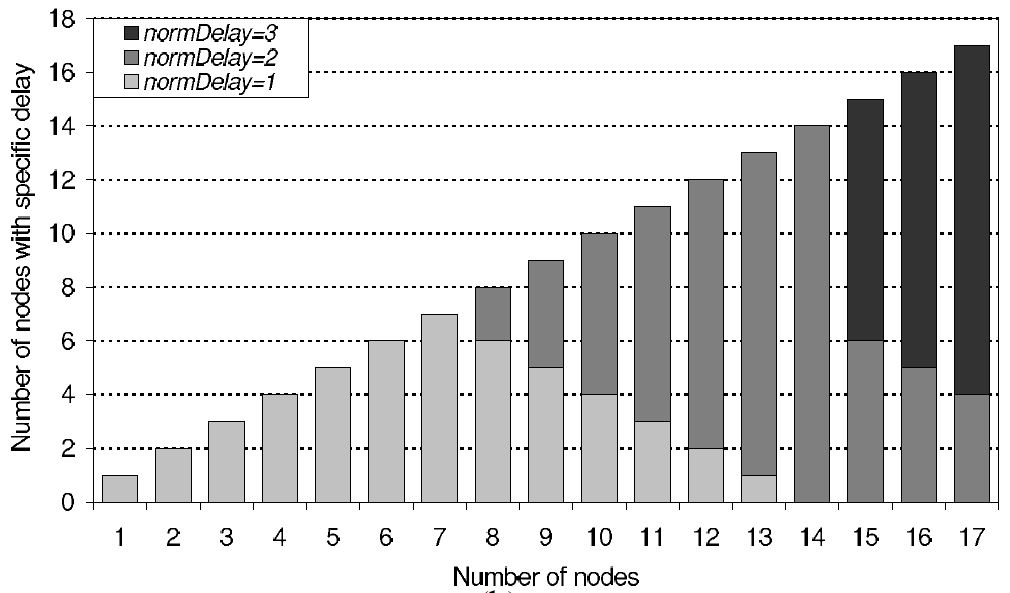 normDelay=3
normDelay=2
normDelay=1
Number of nodes with specific delay
18
16
14
12
10
8
6
4
2
0
1 2 3 4 5 6 7 8 9 10 11 12 13 14 15 16 17
Number of nodes